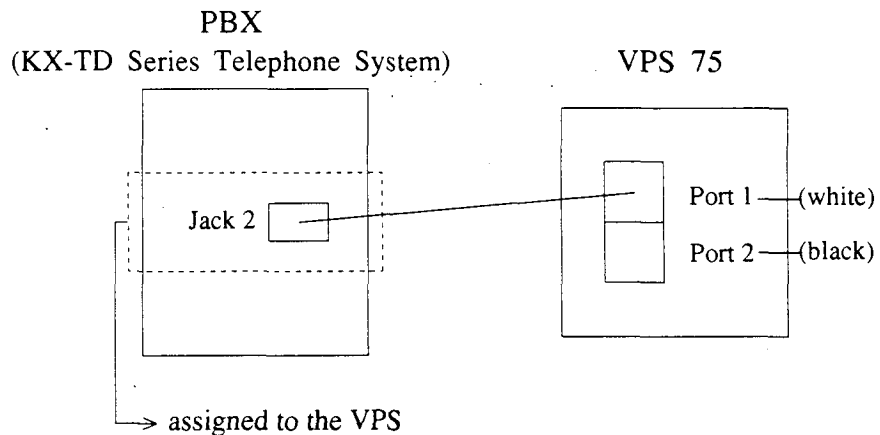 PBX
(KX-TD Series Telephone System)
VPS 75
Jack 2
Port 1
(white)
Port 2
(black)
assigned to the VPS